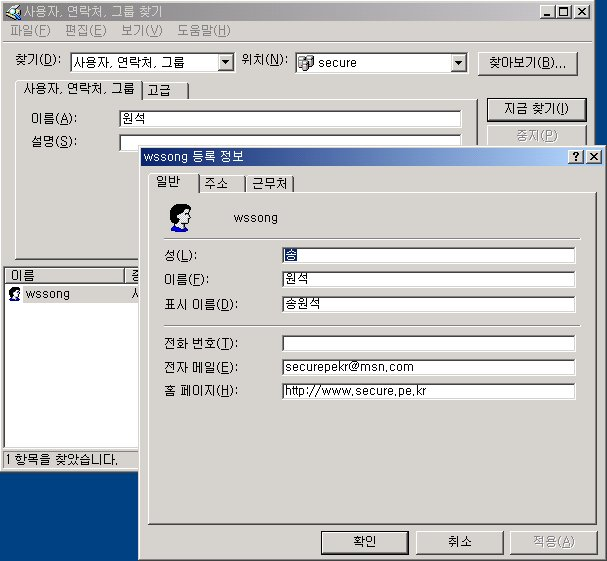 사용자, 연락처, 그룹 찾기
파일(F) 편집(E) 보기(V) 도움말(H)
찾기(D): 사용자, 연락처, 그룹 위치(N): secure 찾아보기(B)...
사용자, 연락처, 그룹 고급
이름(A): 원석
지금 찾기(I)
설명(S):
중지(P)
wssong 등록 정보
일반 주소 근무처
wssong
성(L): 송
이름(F): 원석
표시 이름(D): 송원석
전화 번호(T):
전자 메일(E): securepekr@msn.com
홈 페이지(H): http://www.secure.pe.kr
이름
wssong
1 항목을 찾았습니다.
확인 취소 적용(A)